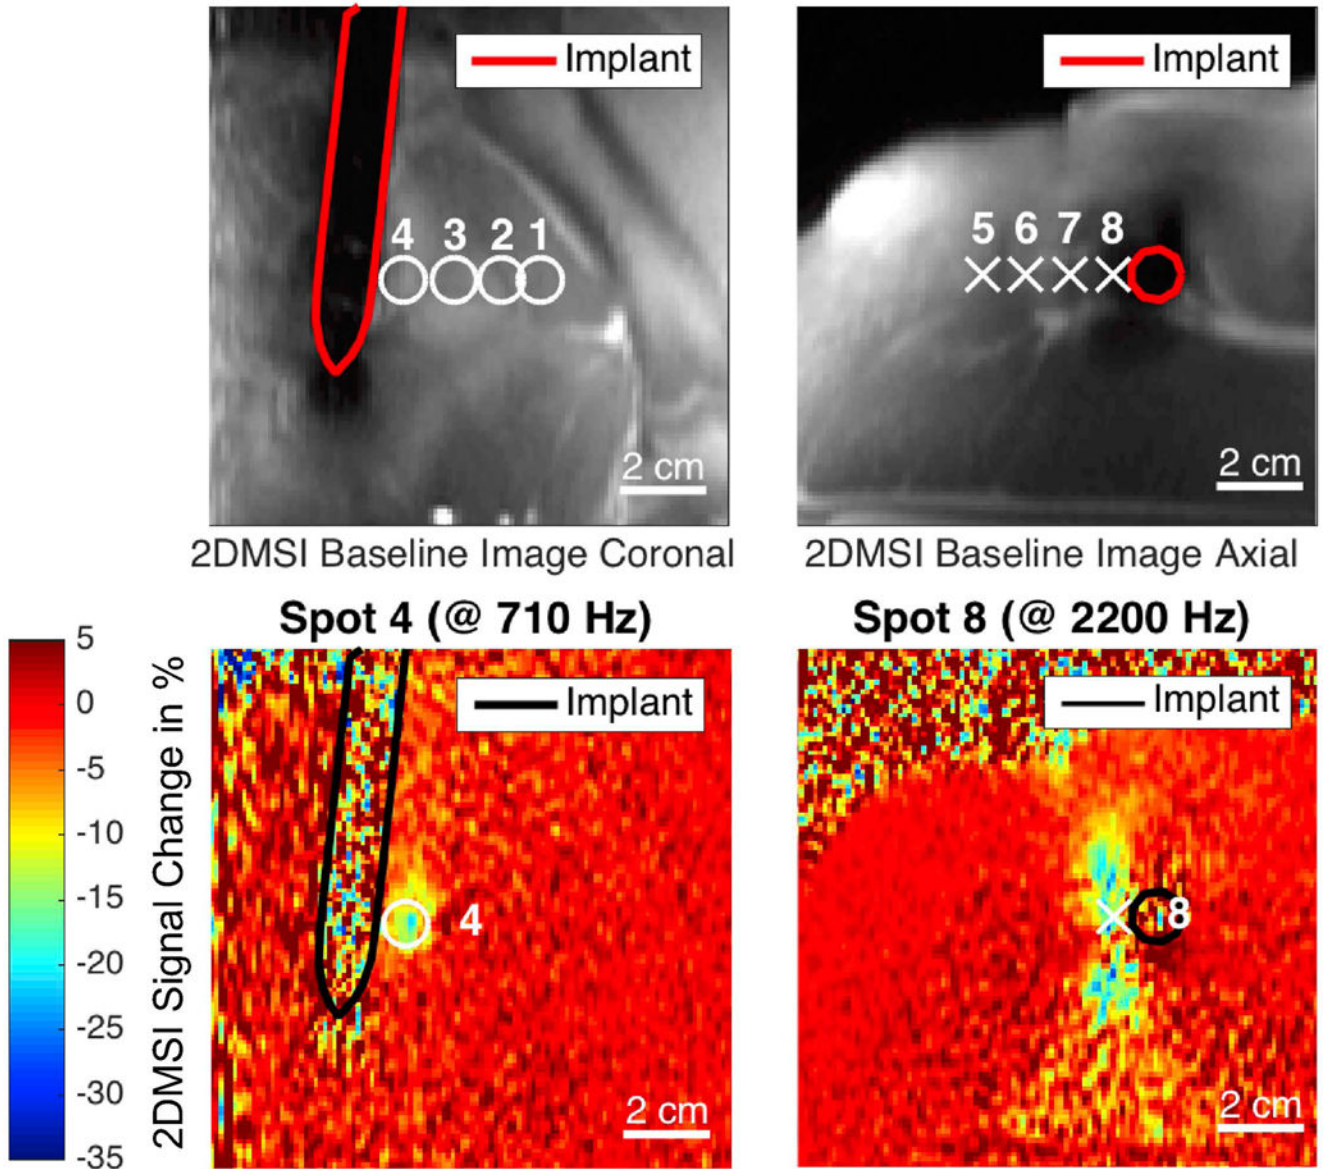 Implant
Implant
4 3 2 1
5 6 7 8
2 cm
2 cm
2DMSI Baseline Image Coronal
2DMSI Baseline Image Axial
Spot 4 (@ 710 Hz)
Spot 8 (@ 2200 Hz)
5
0
-5
-10
-15
-20
-25
-30
-35
2DMSI Signal Change in %
Implant
4
2 cm
Implant
8
2 cm